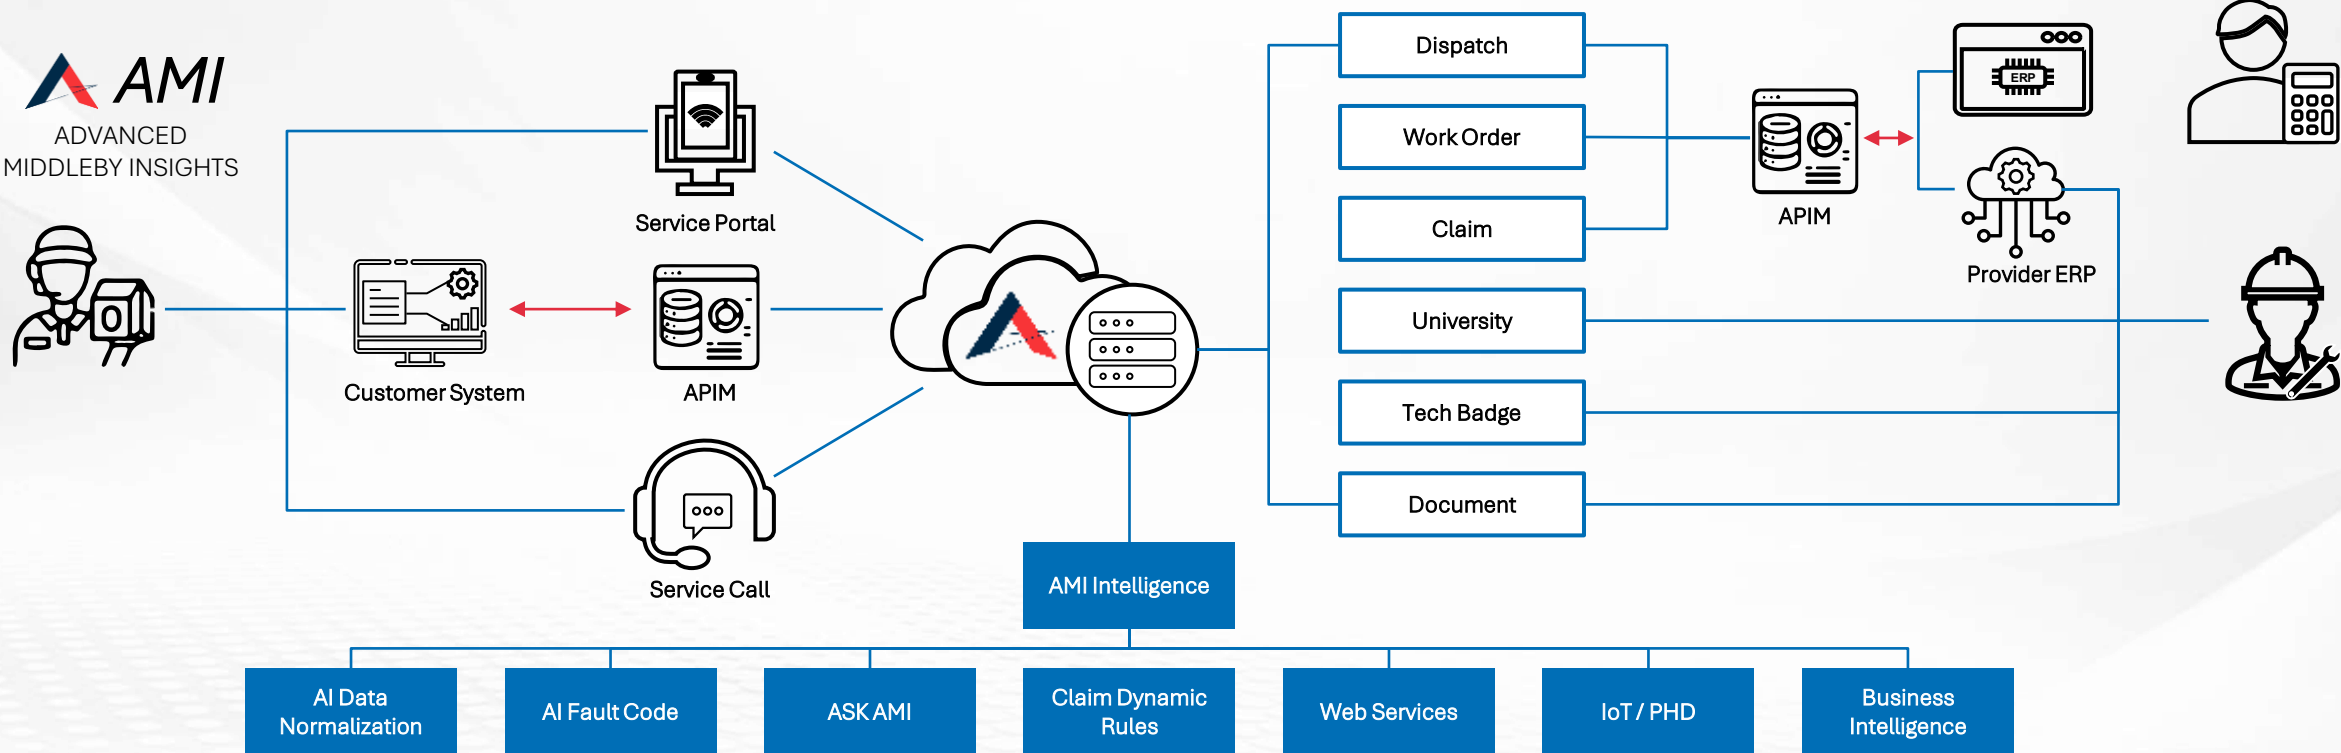 AMI
ADVANCED
MIDDLEBY INSIGHTS
Service Portal
Customer System
APIM
Service Call
Dispatch
Work Order
Claim
University
Tech Badge
Document
APIM
ERP
Provider ERP
AMI Intelligence
AI Data
Normalization
AI Fault Code
ASK AMI
Claim Dynamic
Rules
Web Services
IoT / PHD
Business
Intelligence